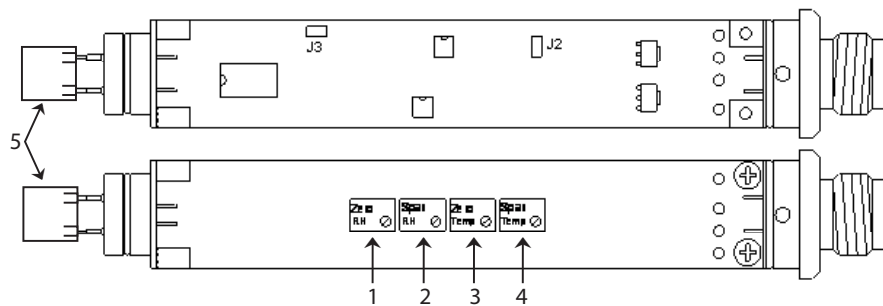 J3
J2
5
Zero Span Zero Span
RH RH Temp Temp
1 2 3 4